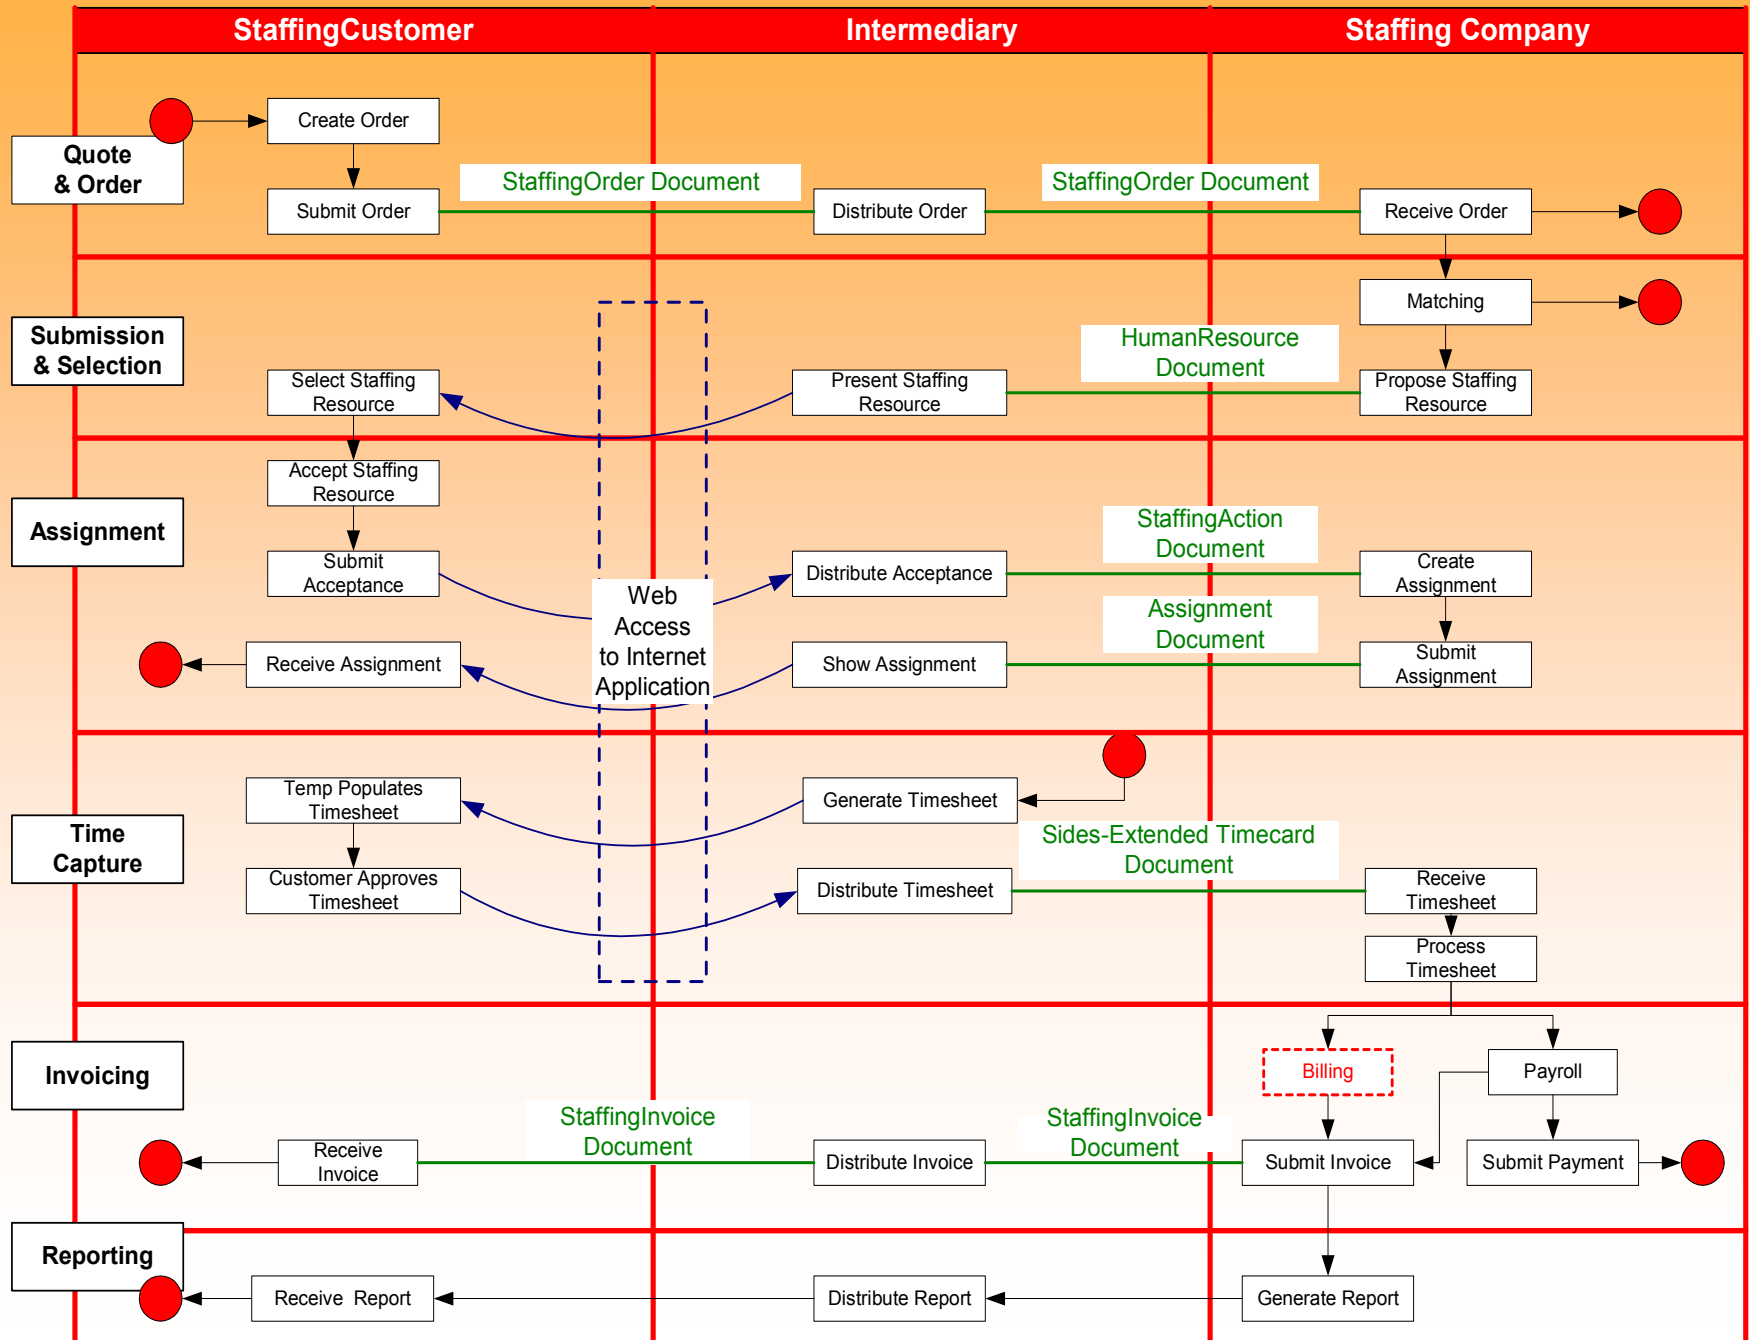 StaffingCustomer
Intermediary
Staffing Company
Quote
& Order
Create Order
Submit Order
StaffingOrder Document
Distribute Order
StaffingOrder Document
Receive Order
Submission
& Selection
Matching
HumanResource
Document
Select Staffing
Resource
Present Staffing
Resource
Propose Staffing
Resource
Assignment
Accept Staffing
Resource
Submit
Acceptance
Web
Access
to Internet
Application
Distribute Acceptance
StaffingAction
Document
Create
Assignment
Receive Assignment
Show Assignment
Assignment
Document
Submit
Assignment
Time
Capture
Temp Populates
Timesheet
Generate Timesheet
Customer Approves
Timesheet
Distribute Timesheet
Sides-Extended Timecard
Document
Receive
Timesheet
Process
Timesheet
Invoicing
Billing
Payroll
Receive
Invoice
StaffingInvoice
Document
Distribute Invoice
StaffingInvoice
Document
Submit Invoice
Submit Payment
Reporting
Receive  Report
Distribute Report
Generate Report